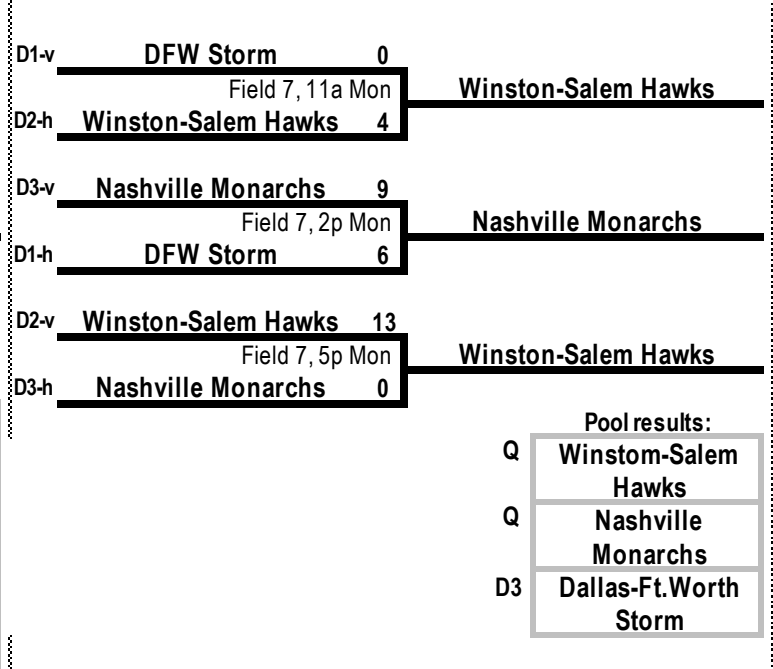 D1-v DFW Storm 0
Field 7, 11a Mon Winston-Salem Hawks
D2-h Winston-Salem Hawks 4
D3-v Nashville Monarchs 9
Field 7, 2p Mon Nashville Monarchs
D1-h DFW Storm 6
D2-v Winston-Salem Hawks 13
Field 7, 5p Mon Winston-Salem Hawks
D3-h Nashville Monarchs 0
Pool results:
Q Winstom-Salem
Hawks
Q Nashville
Monarchs
D3 Dallas-Ft.Worth
Storm